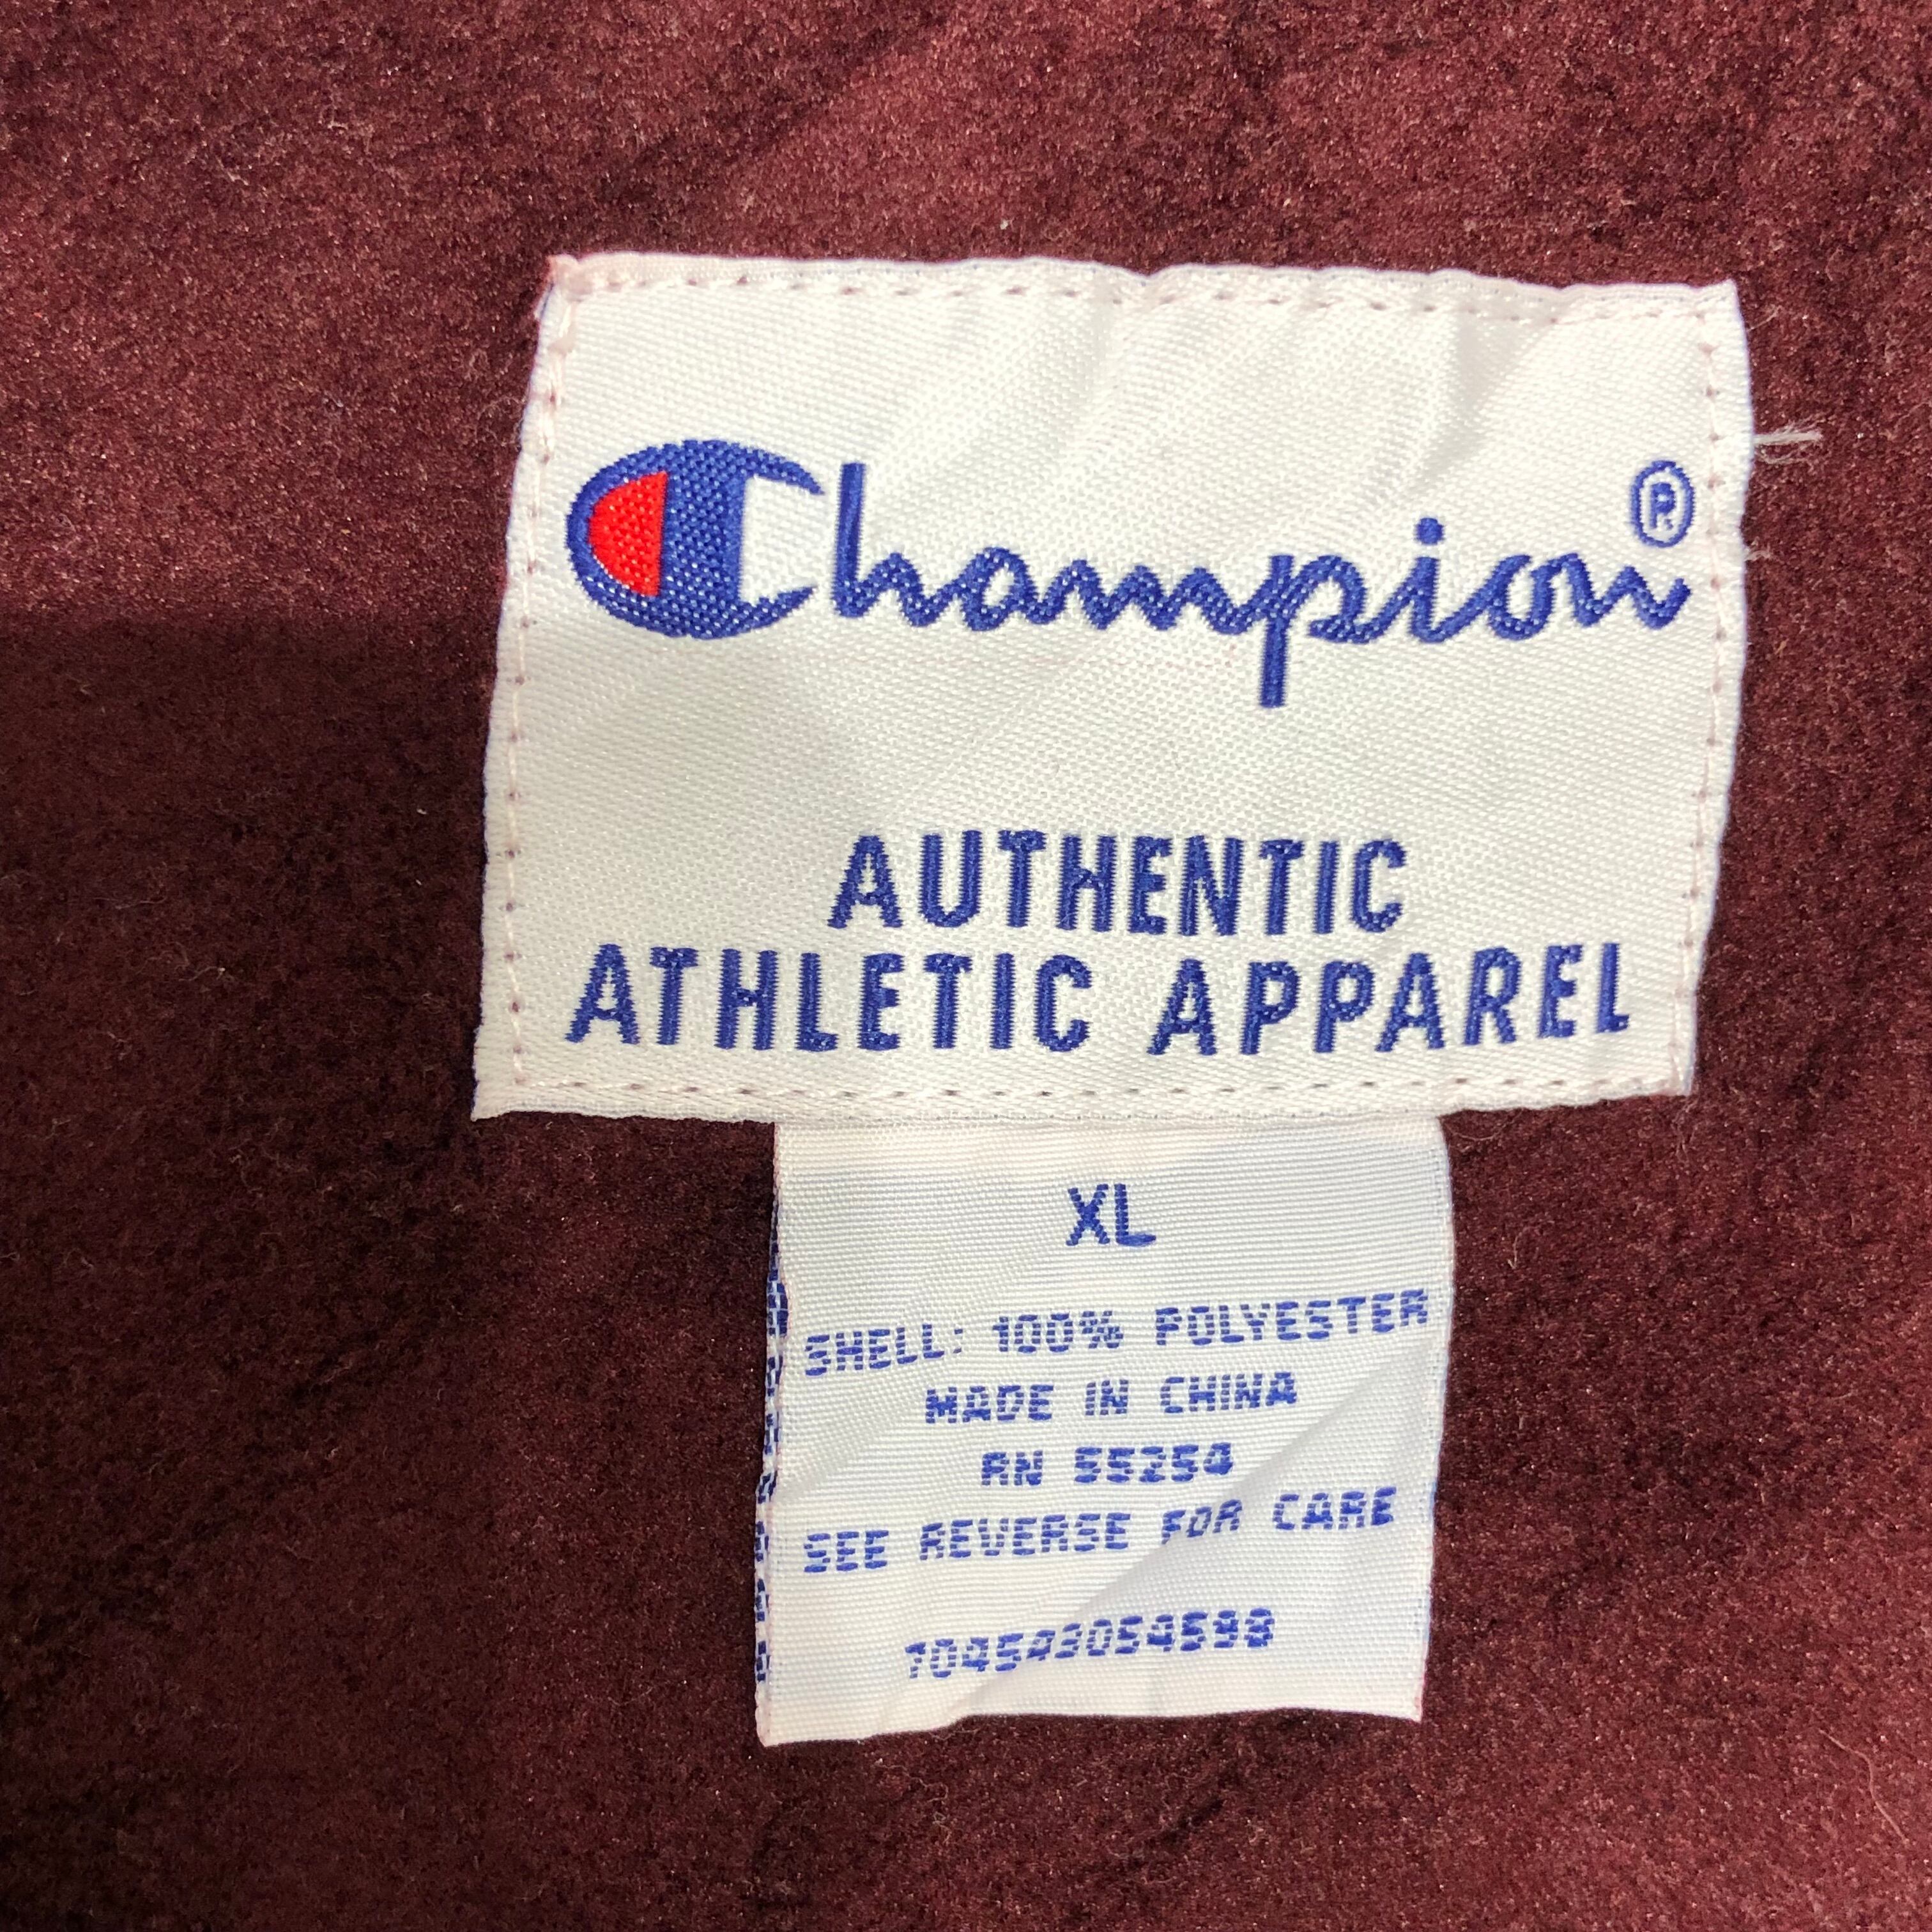 Champion®
AUTHENTIC
ATHLETIC APPAREL
XL
SHELL: 100% POLYESTER
MADE IN CHINA
RN 55254
SEE REVERSE FOR CARE
704543054598